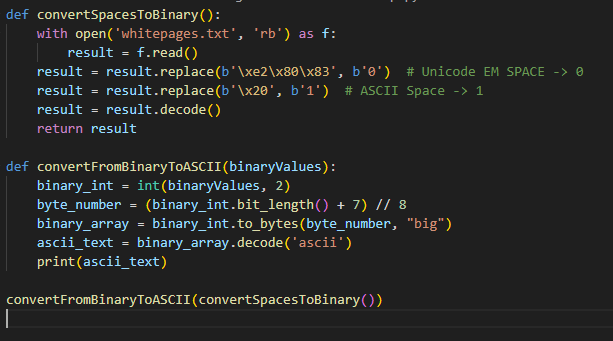 def convertSpacesToBinary():
    with open('whitepages.txt', 'rb') as f:
        result = f.read()
    result = result.replace(b'\xe2\x80\x83', b'0')  # Unicode EM SPACE -> 0
    result = result.replace(b'\x20', b'1')  # ASCII Space -> 1
    result = result.decode()
    return result

def convertFromBinaryToASCII(binaryValues):
    binary_int = int(binaryValues, 2)
    byte_number = (binary_int.bit_length() + 7) // 8
    binary_array = binary_int.to_bytes(byte_number, "big")
    ascii_text = binary_array.decode('ascii')
    print(ascii_text)

convertFromBinaryToASCII(convertSpacesToBinary())